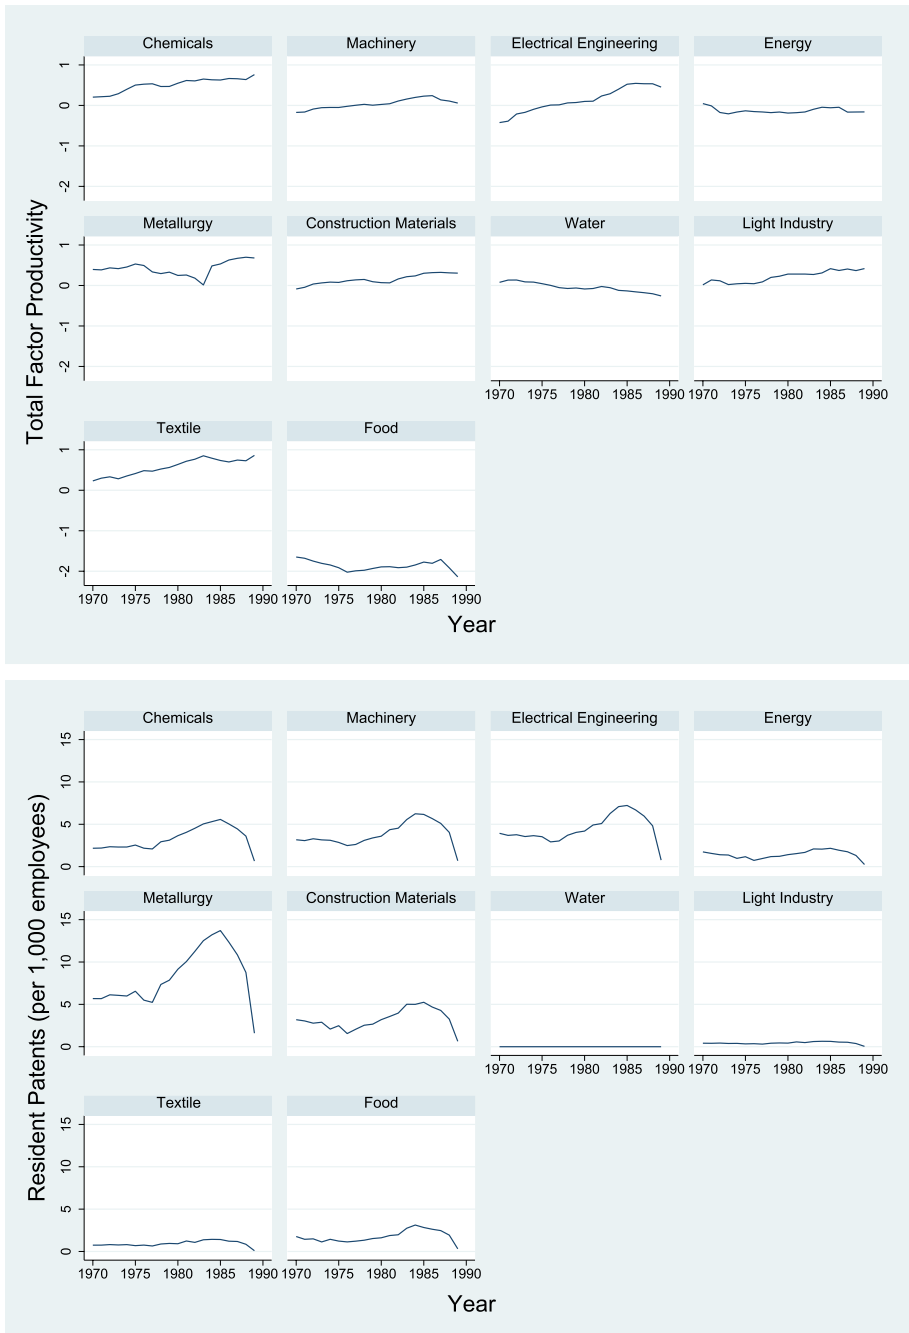 Total Factor Productivity
Chemicals
Machinery
Electrical Engineering
Energy
1
0
-1
-2
Metallurgy
Construction Materials
Water
Light Industry
1
0
-1
-2
1970 1975 1980 1985 1990 1970 1975 1980 1985 1990
Textile
Food
1
0
-1
-2
1970 1975 1980 1985 1990 1970 1975 1980 1985 1990
Year
Resident Patents (per 1,000 employees)
Chemicals
Machinery
Electrical Engineering
Energy
15
10
5
0
Metallurgy
Construction Materials
Water
Light Industry
15
10
5
0
1970 1975 1980 1985 1990 1970 1975 1980 1985 1990
Textile
Food
15
10
5
0
1970 1975 1980 1985 1990 1970 1975 1980 1985 1990
Year